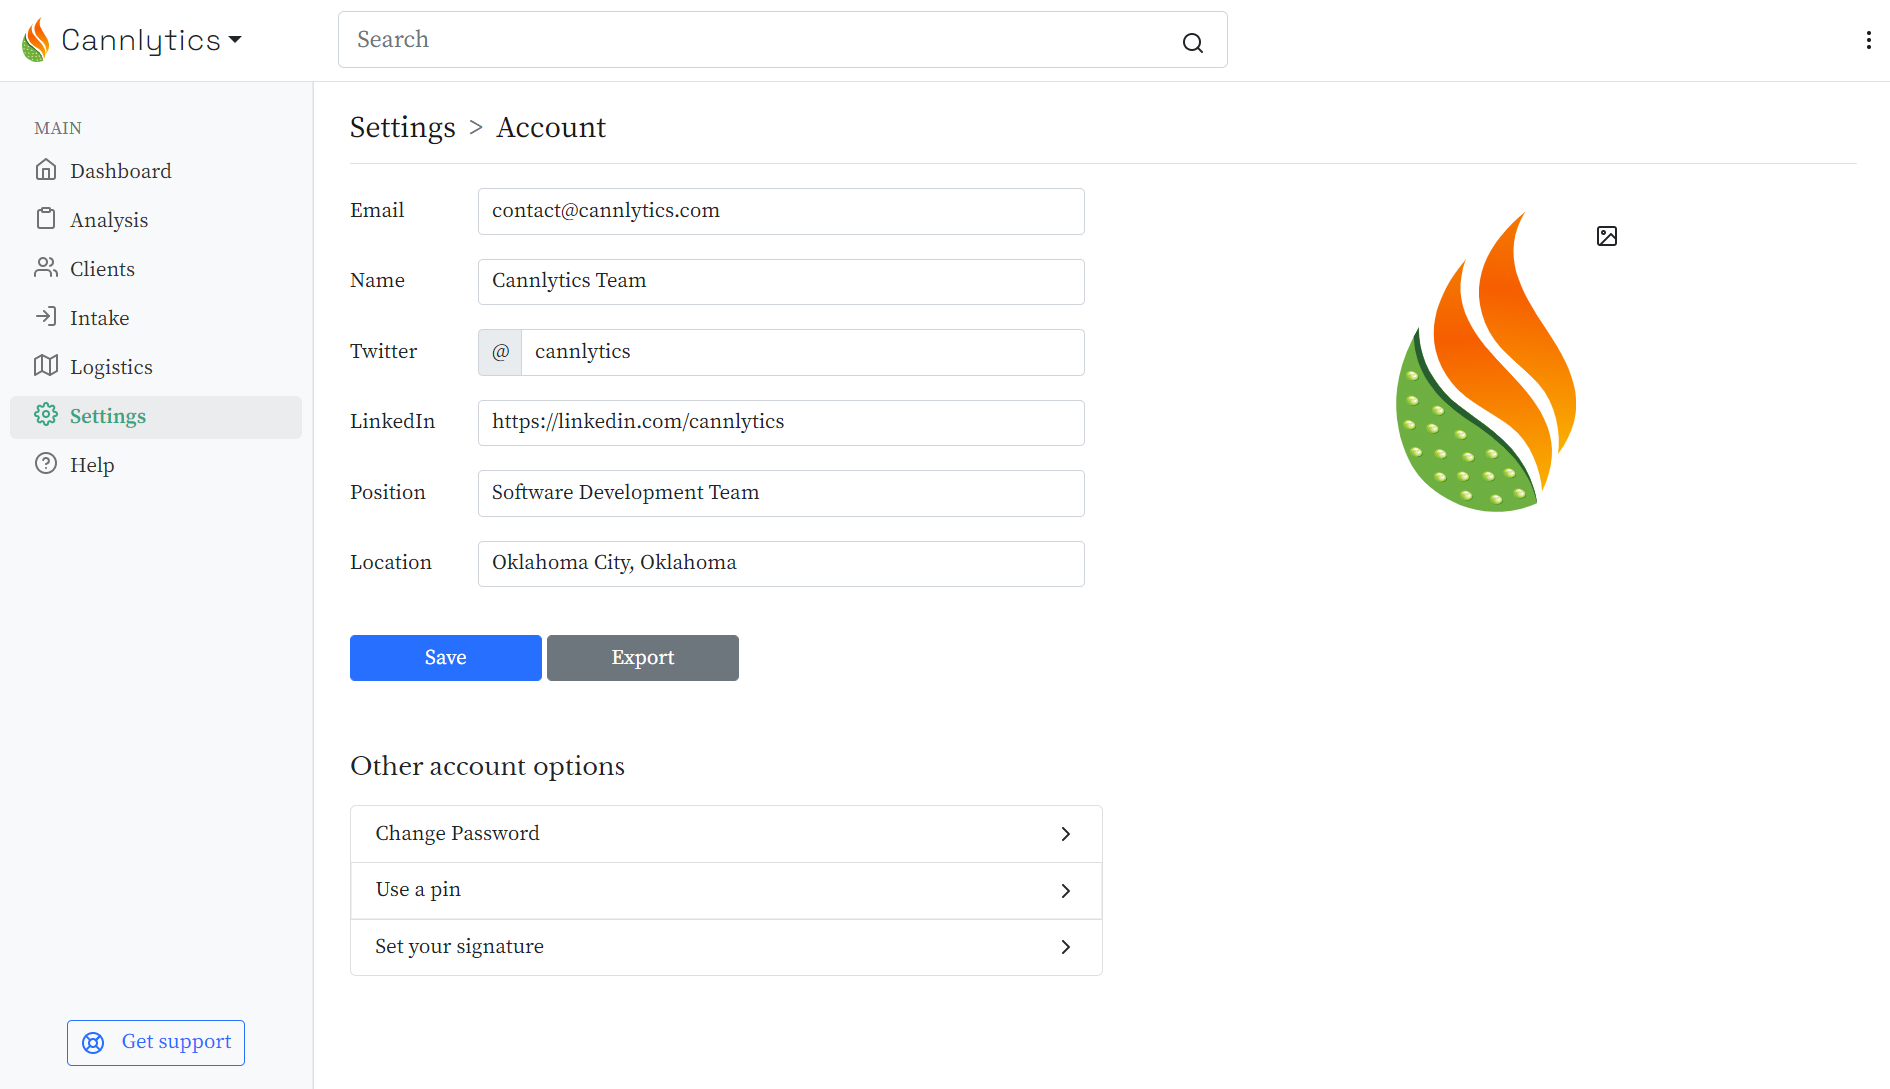 Cannlytics
Search
MAIN
Dashboard
Analysis
Clients
Intake
Logistics
Settings
Help
Get support
Settings > Account
Email contact@cannlytics.com
Name Cannlytics Team
Twitter @ cannlytics
LinkedIn https://linkedin.com/cannlytics
Position Software Development Team
Location Oklahoma City, Oklahoma
Save Export
Other account options
Change Password
Use a pin
Set your signature